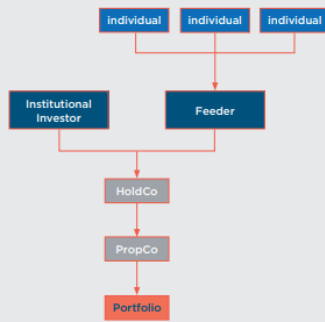 individual
individual
individual
Institutional
Investor
Feeder
HoldCo
PropCo
Portfolio